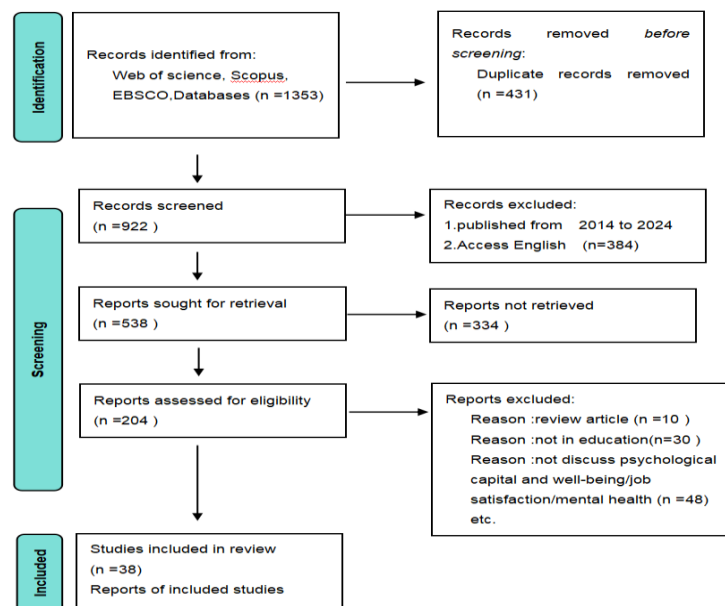 Identification
Records identified from:
Web of science, Scopus,
EBSCO,Databases (n =1353)
Records removed before
screening:
Duplicate records removed
(n =431)
Screening
Records screened
(n =922 )
Records excluded:
1.published from 2014 to 2024
2.Access English (n=384)
Reports sought for retrieval
(n =538 )
Reports not retrieved
(n =334 )
Reports assessed for eligibility
(n =204 )
Reports excluded:
Reason :review article (n =10 )
Reason :not in education(n=30 )
Reason :not discuss psychological
capital and well-being/job
satisfaction/mental health (n =48)
etc.
Included
Studies included in review
(n =38)
Reports of included studies